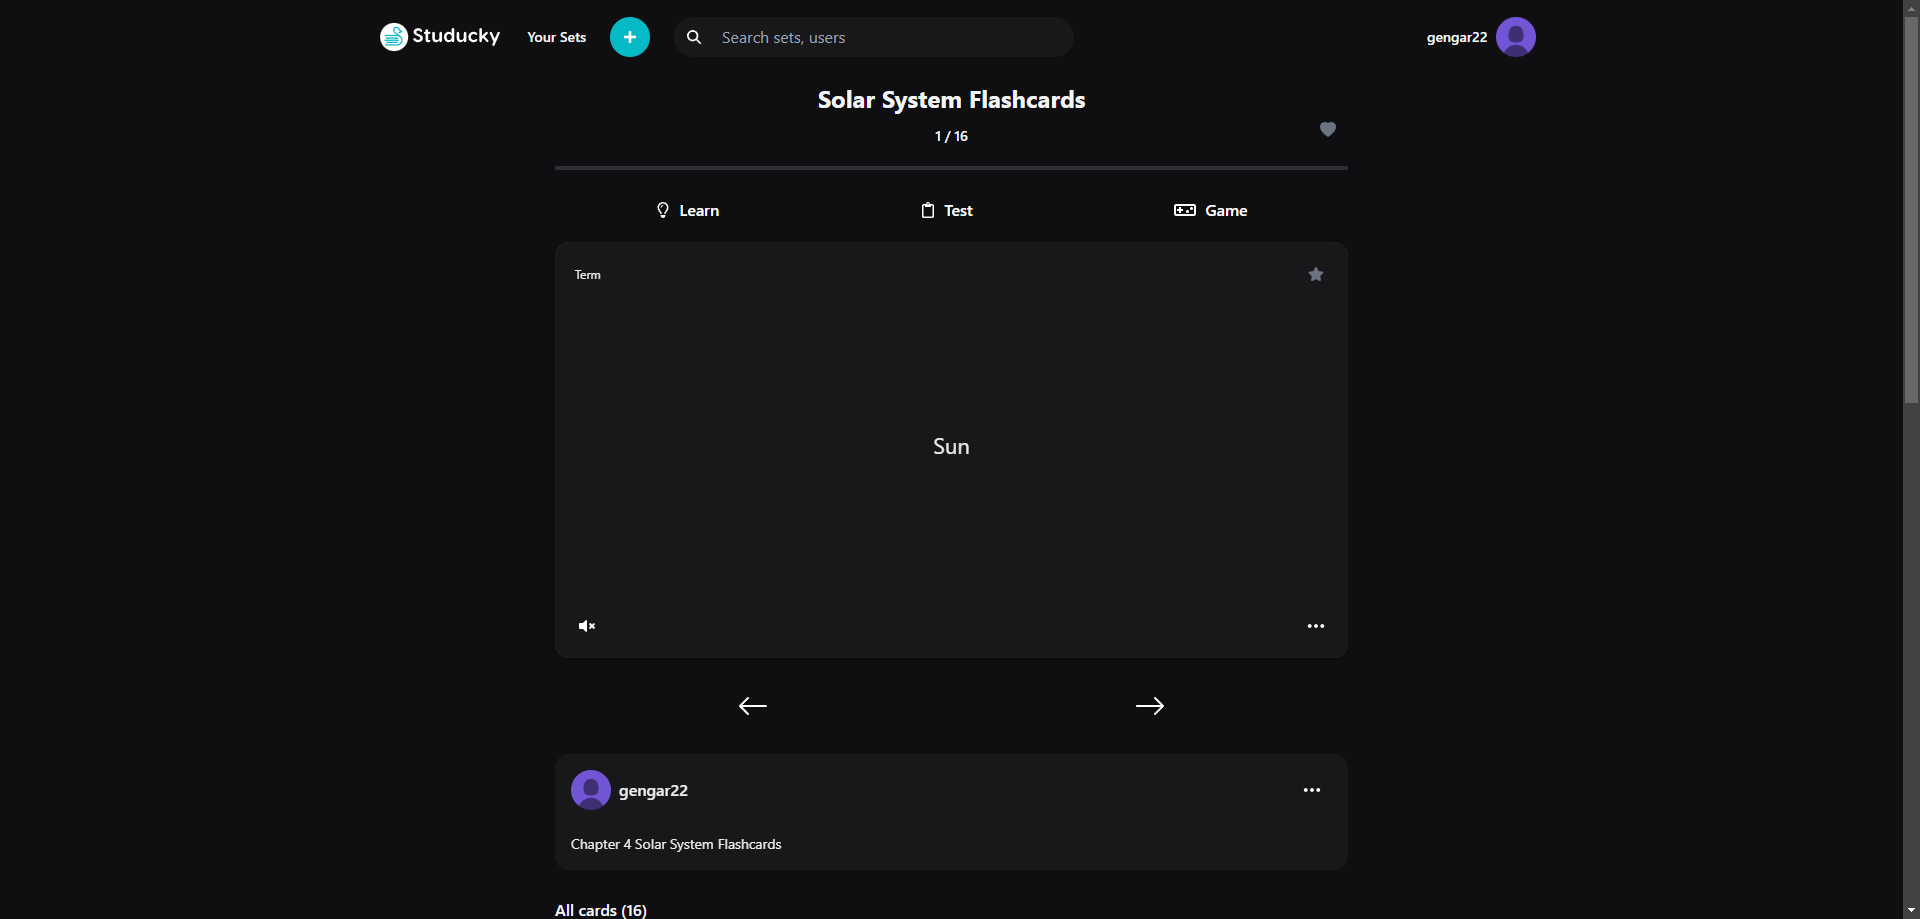 Studucky
Your Sets
Search sets, users
gengar22
Solar System Flashcards
1 / 16
Learn
Test
Game
Term
Sun
gengar22
Chapter 4 Solar System Flashcards
All cards (16)